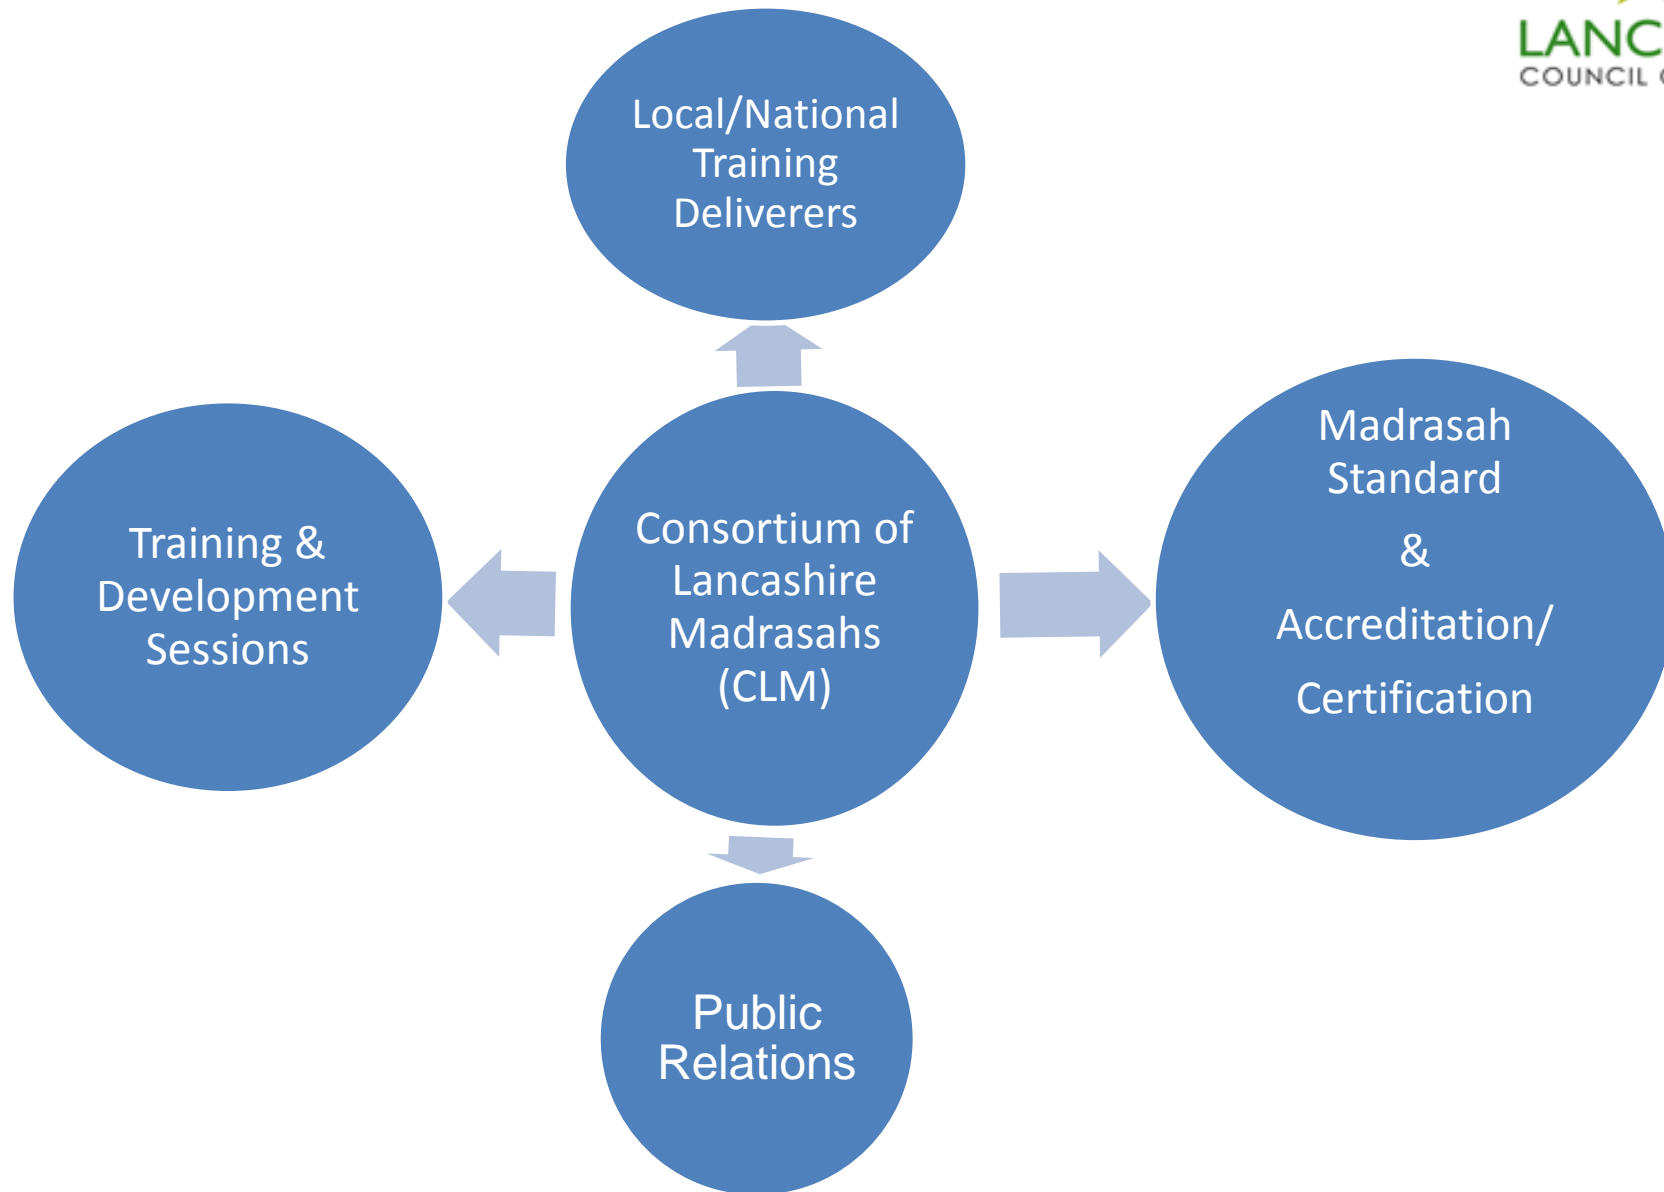 LANC
COUNCIL
Local/National
Training
Deliverers
Training &
Development
Sessions
Consortium of
Lancashire
Madrasahs
(CLM)
Madrasah
Standard
&
Accreditation/
Certification
Public
Relations